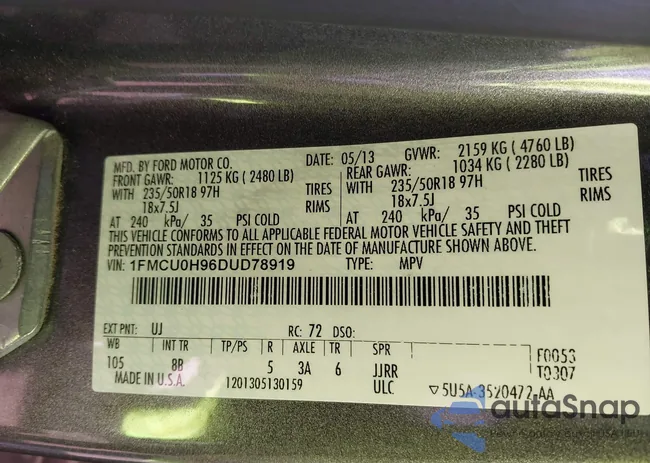 MFD. BY FORD MOTOR CO. DATE: 05/13 GVWR: 2159 KG ( 4760 LB)
FRONT GAWR: 1125 KG ( 2480 LB) REAR GAWR: 1034 KG ( 2280 LB)
WITH 235/50R18 97H TIRES WITH 235/50R18 97H TIRES
18x7.5J RIMS 18x7.5J RIMS
AT 240 kPa/ 35 PSI COLD AT 240 kPa/ 35 PSI COLD
THIS VEHICLE CONFORMS TO ALL APPLICABLE FEDERAL MOTOR VEHICLE SAFETY AND THEFT
PREVENTION STANDARDS IN EFFECT ON THE DATE OF MANUFACTURE SHOWN ABOVE.
VIN: 1FMCU0H96DUD78919 TYPE: MPV
EXT PNT: UJ RC: 72 DSO:
WB INT TR TP/PS R AXLE TR SPR F0053
105 8B 5 3A 6 JJRR T0307
MADE IN U.S.A. 1201305130159 ULC 5U5A-3520472-AA
autoSnap